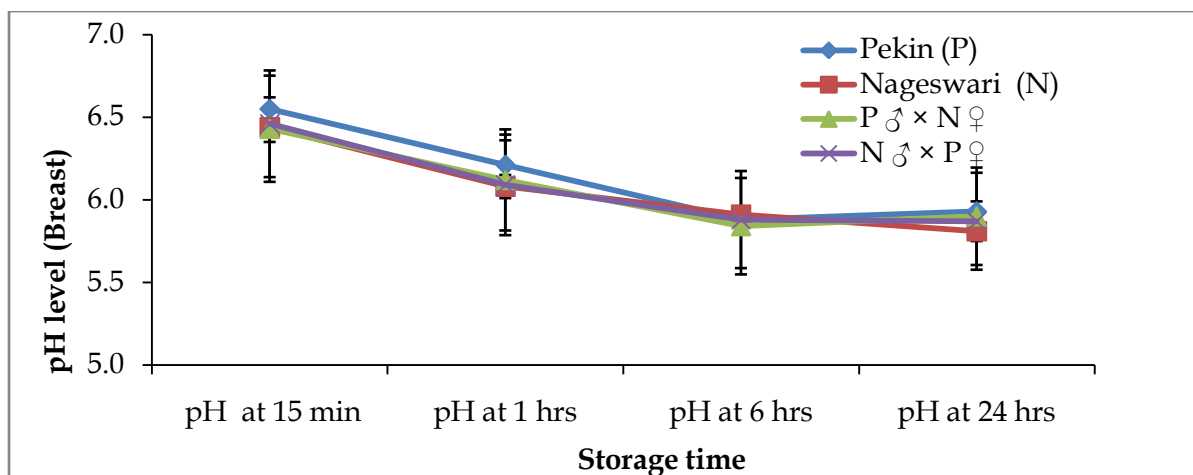 7.0
6.5
6.0
5.5
5.0
pH level (Breast)
Pekin (P)
Nageswari (N)
P ♂ × N ♀
N ♂ × P ♀
pH at 15 min
pH at 1 hrs
pH at 6 hrs
pH at 24 hrs
Storage time